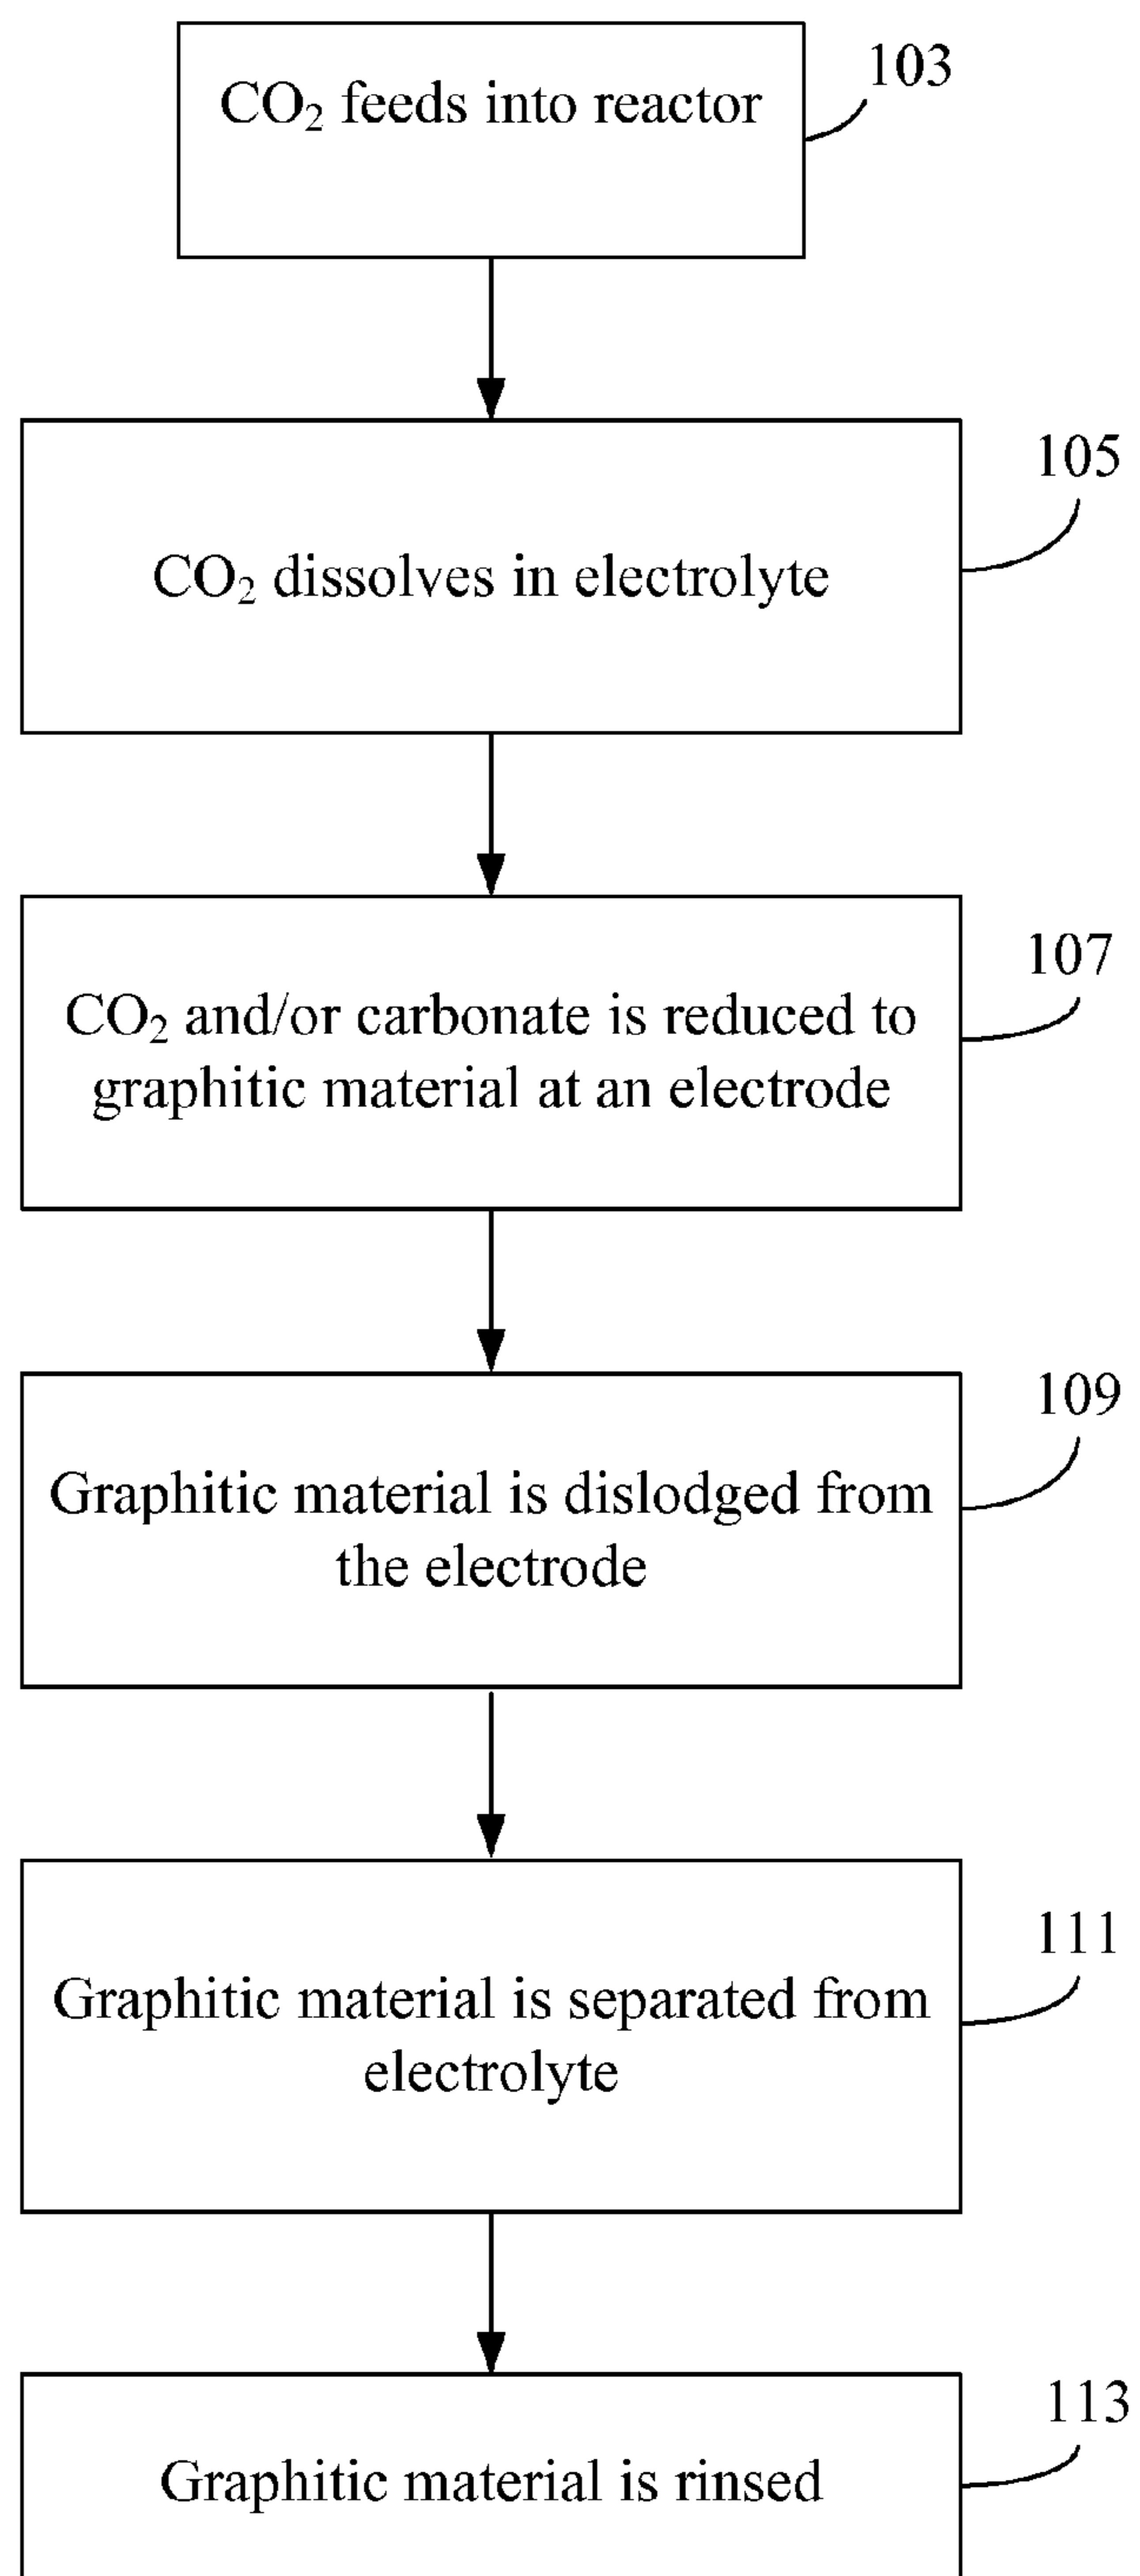 CO₂ feeds into reactor
103
CO₂ dissolves in electrolyte
105
CO₂ and/or carbonate is reduced to
graphitic material at an electrode
107
Graphitic material is dislodged from
the electrode
109
Graphitic material is separated from
electrolyte
111
Graphitic material is rinsed
113